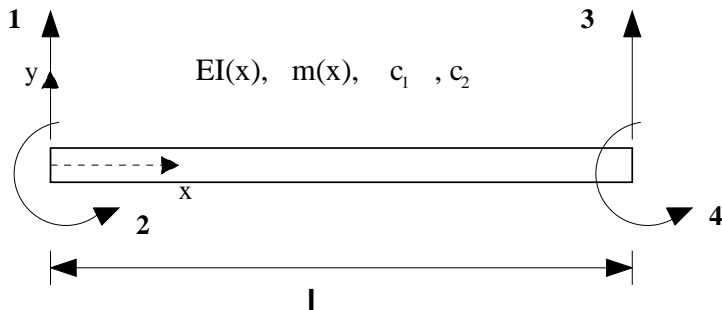 1
3
y
EI(x), m(x), c₁ , c₂
x
2
4
l